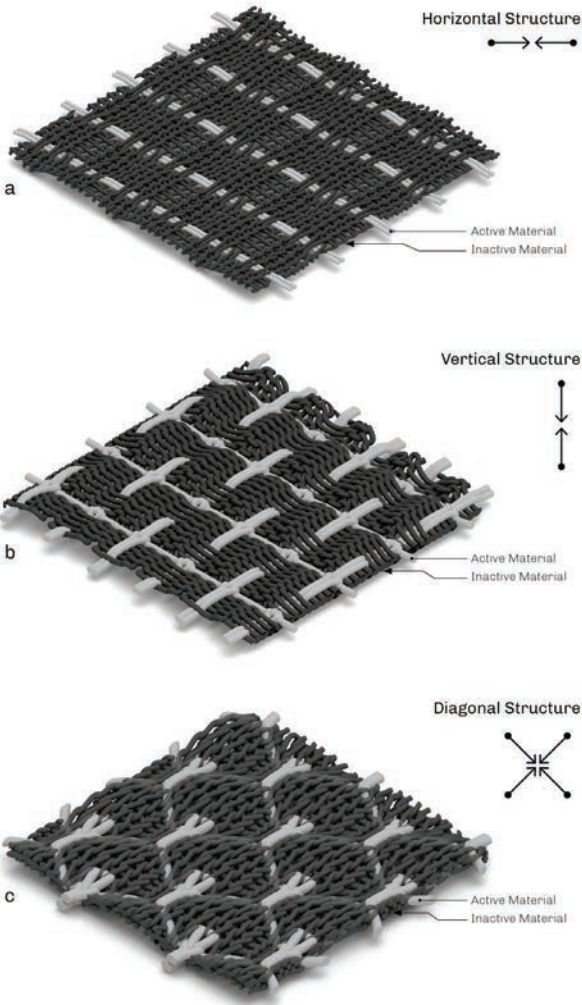 Horizontal Structure
a
Active Material
Inactive Material
Vertical Structure
b
Active Material
Inactive Material
Diagonal Structure
c
Active Material
Inactive Material